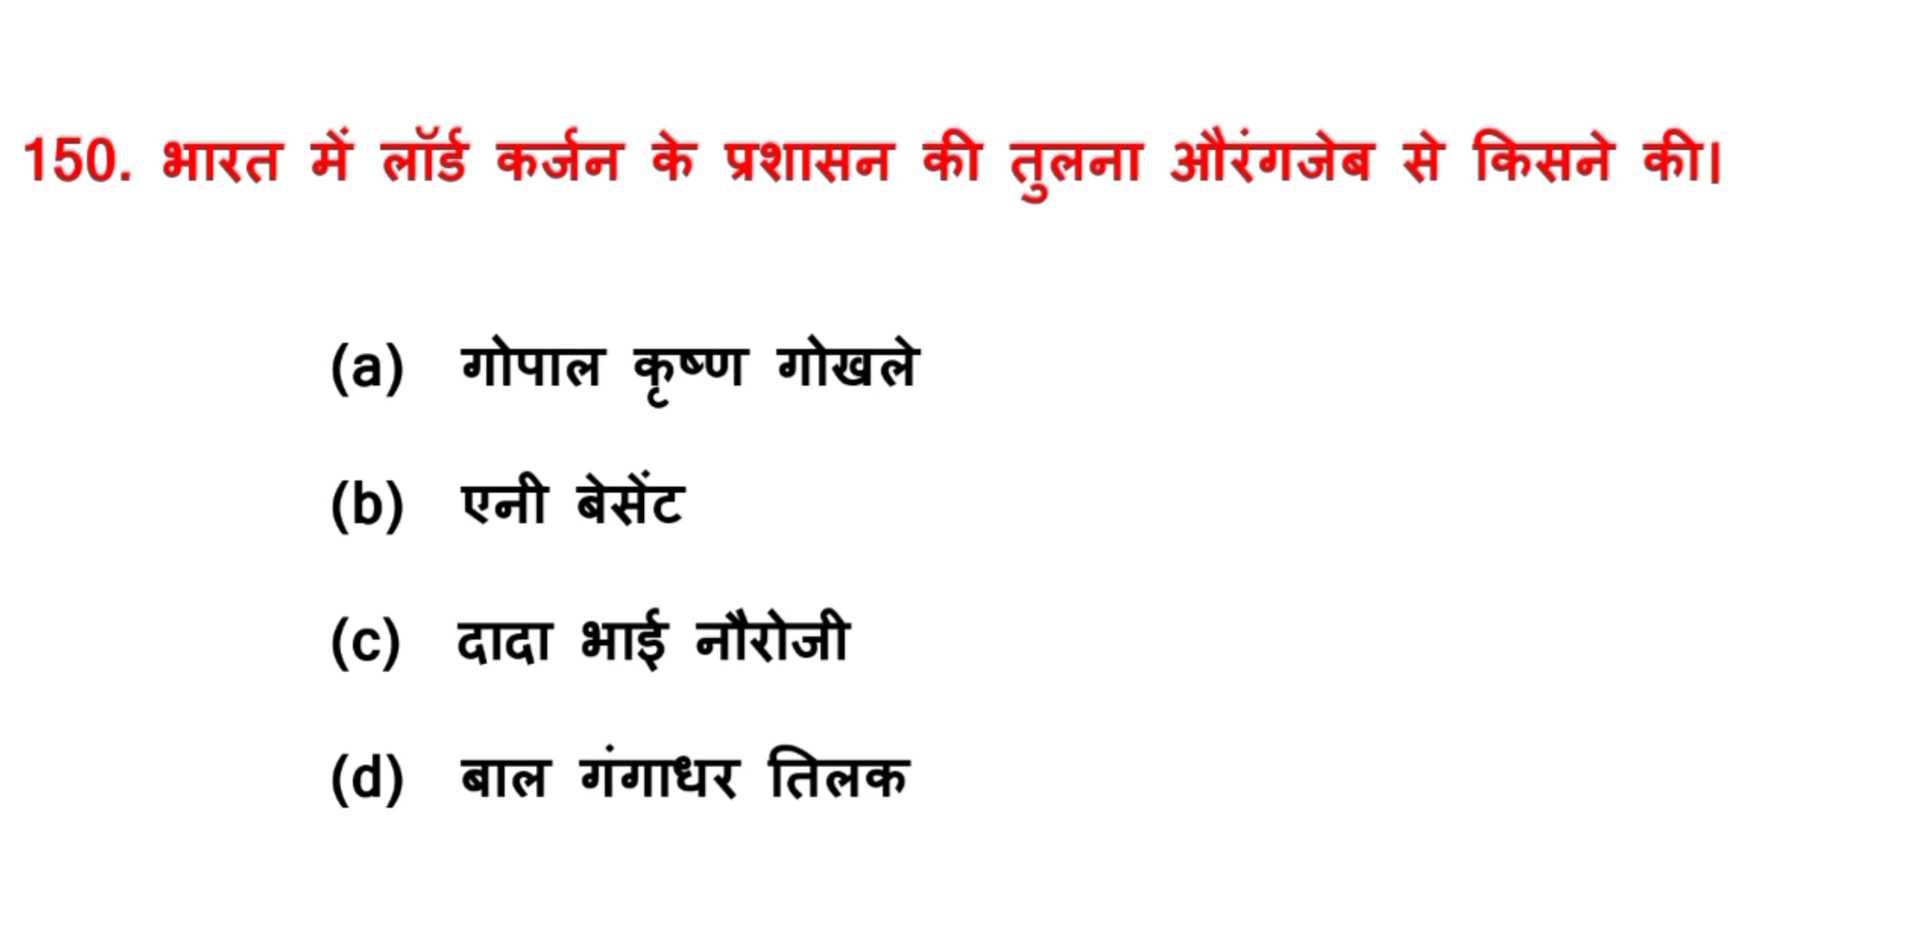 150. भारत में लॉर्ड कर्जन के प्रशासन की तुलना औरंगजेब से किसने की।
(a) गोपाल कृष्ण गोखले
(b) एनी बेसेंट
(c) दादा भाई नौरोजी
(d) बाल गंगाधर तिलक